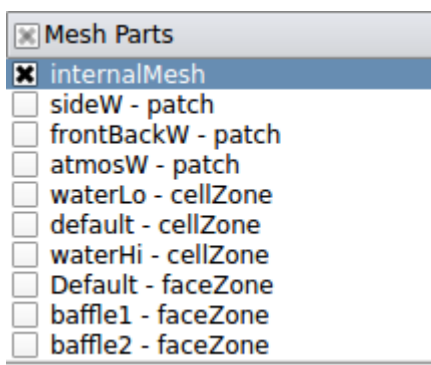 Mesh Parts
internalMesh
sideW - patch
frontBackW - patch
atmosW - patch
waterLo - cellZone
default - cellZone
waterHi - cellZone
Default - faceZone
baffle1 - faceZone
baffle2 - faceZone